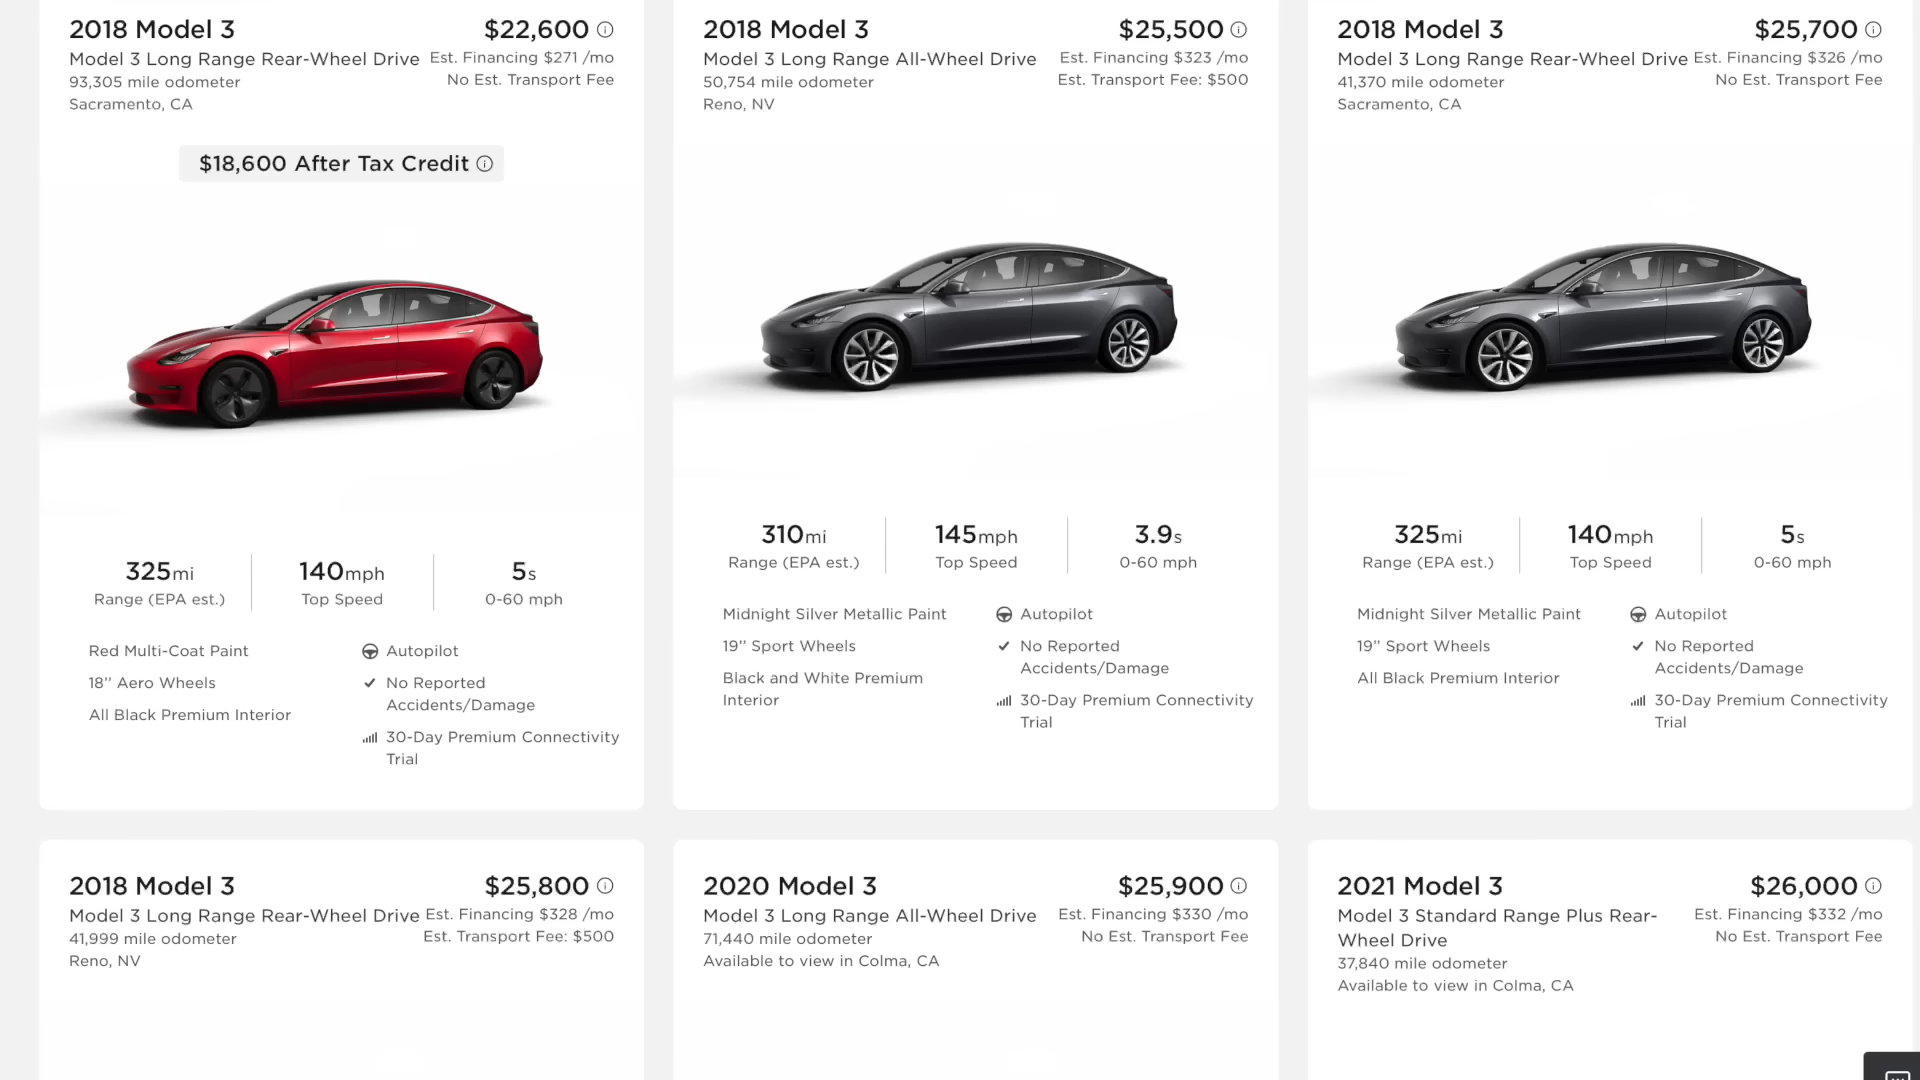 2018 Model 3
$22,600
Model 3 Long Range Rear-Wheel Drive
Est. Financing $271 /mo
93,305 mile odometer
No Est. Transport Fee
Sacramento, CA
$18,600 After Tax Credit
325mi
Range (EPA est.)
140mph
Top Speed
5s
0-60 mph
Red Multi-Coat Paint
18’’ Aero Wheels
All Black Premium Interior
Autopilot
No Reported
Accidents/Damage
30-Day Premium Connectivity
Trial
2018 Model 3
$25,500
Model 3 Long Range All-Wheel Drive
Est. Financing $323 /mo
50,754 mile odometer
Est. Transport Fee: $500
Reno, NV
310mi
Range (EPA est.)
145mph
Top Speed
3.9s
0-60 mph
Midnight Silver Metallic Paint
19’’ Sport Wheels
Black and White Premium
Interior
Autopilot
No Reported
Accidents/Damage
30-Day Premium Connectivity
Trial
2018 Model 3
$25,700
Model 3 Long Range Rear-Wheel Drive
Est. Financing $326 /mo
41,370 mile odometer
No Est. Transport Fee
Sacramento, CA
325mi
Range (EPA est.)
140mph
Top Speed
5s
0-60 mph
Midnight Silver Metallic Paint
19’’ Sport Wheels
All Black Premium Interior
Autopilot
No Reported
Accidents/Damage
30-Day Premium Connectivity
Trial
2018 Model 3
$25,800
Model 3 Long Range Rear-Wheel Drive
Est. Financing $328 /mo
41,999 mile odometer
Est. Transport Fee: $500
Reno, NV
2020 Model 3
$25,900
Model 3 Long Range All-Wheel Drive
Est. Financing $330 /mo
71,440 mile odometer
No Est. Transport Fee
Available to view in Colma, CA
2021 Model 3
$26,000
Model 3 Standard Range Plus Rear-
Wheel Drive
Est. Financing $332 /mo
No Est. Transport Fee
37,840 mile odometer
Available to view in Colma, CA